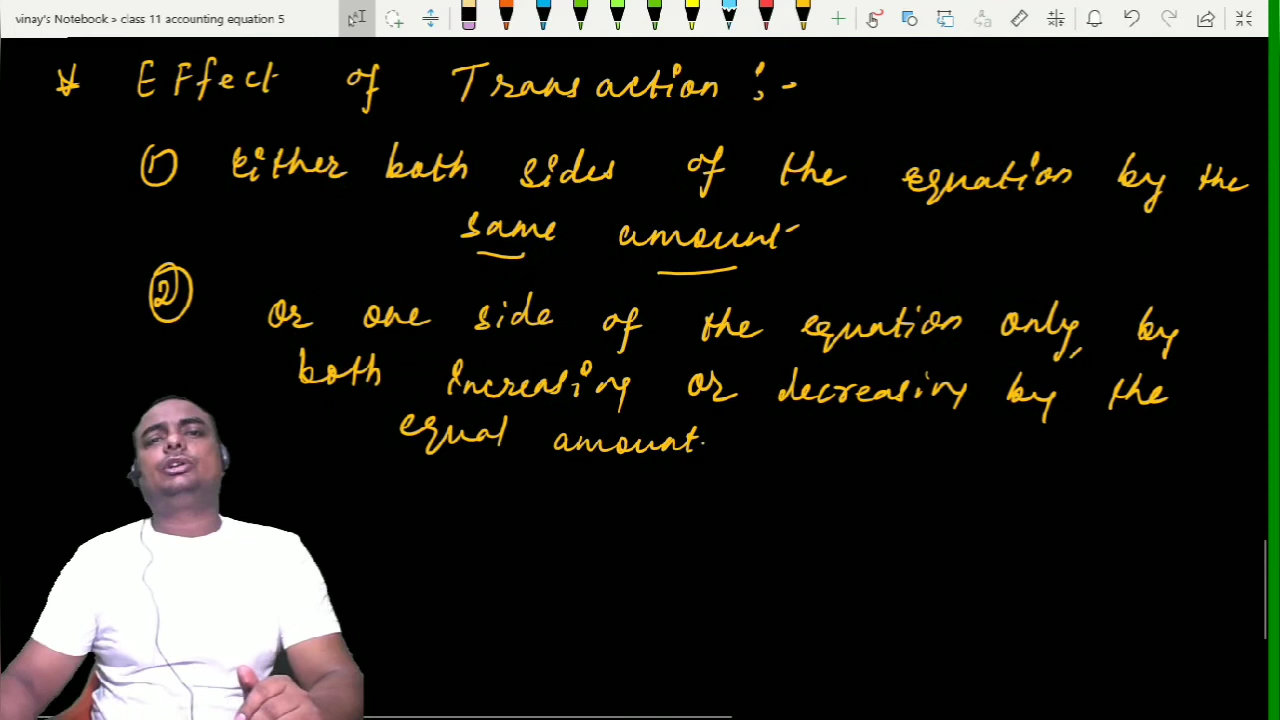 vinay's Notebook > class 11 accounting equation 5
* Effect of Transaction :-
① Either both sides of the equation by the
same amount
② or one side of the equation only, by
both increasing or decreasing by the
equal amount.